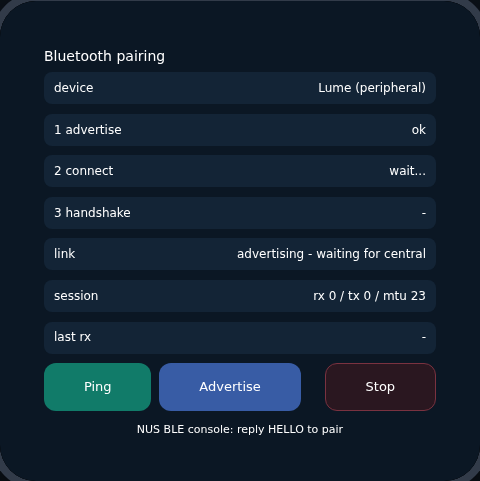 Bluetooth pairing
device Lume (peripheral)
1 advertise ok
2 connect wait...
3 handshake -
link advertising - waiting for central
session rx 0 / tx 0 / mtu 23
last rx -
Ping Advertise Stop
NUS BLE console: reply HELLO to pair